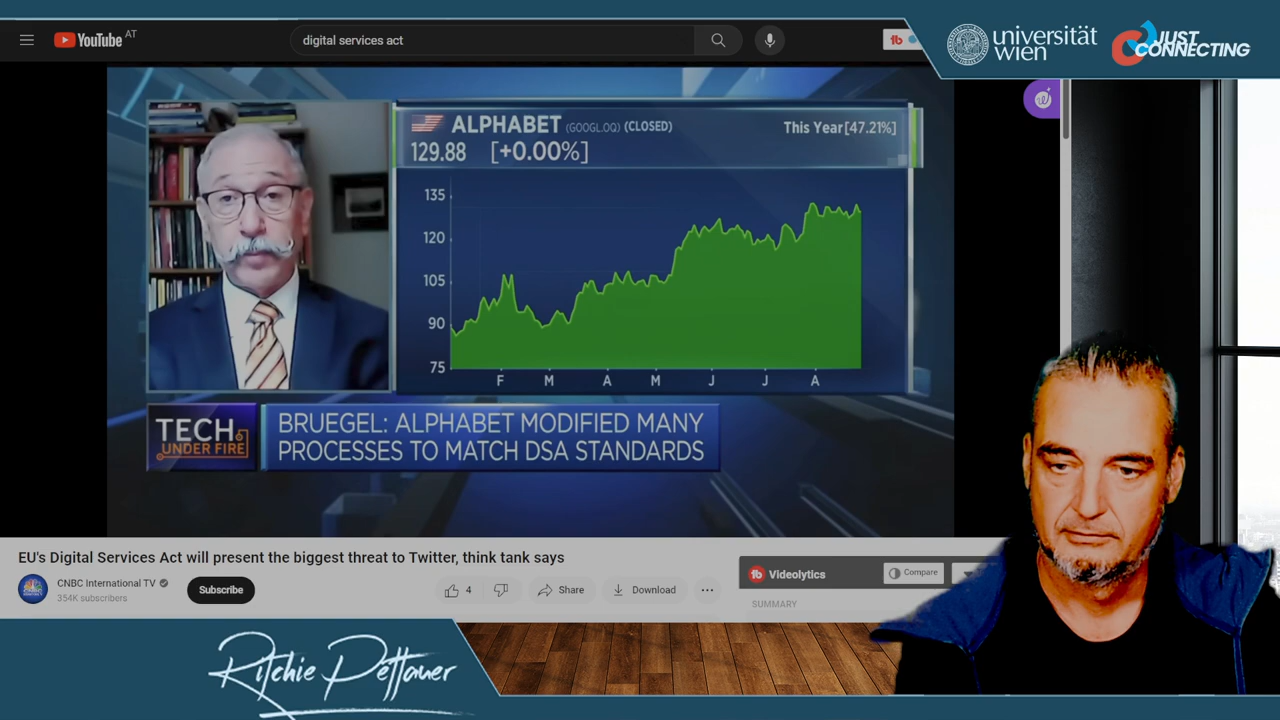 YouTube AT
digital services act
universität
wien
JUST
CONNECTING
ALPHABET (GOOGL.OQ) (CLOSED)
This Year[47.21%]
129.88 [+0.00%]
135
120
105
90
75
F M A M J J A
TECH
UNDER FIRE
BRUEGEL: ALPHABET MODIFIED MANY
PROCESSES TO MATCH DSA STANDARDS
EU's Digital Services Act will present the biggest threat to Twitter, think tank says
CNBC International TV
354K subscribers
Subscribe
4
Share
Download
Videolytics
Compare
SUMMARY
Ritchie Pettauer